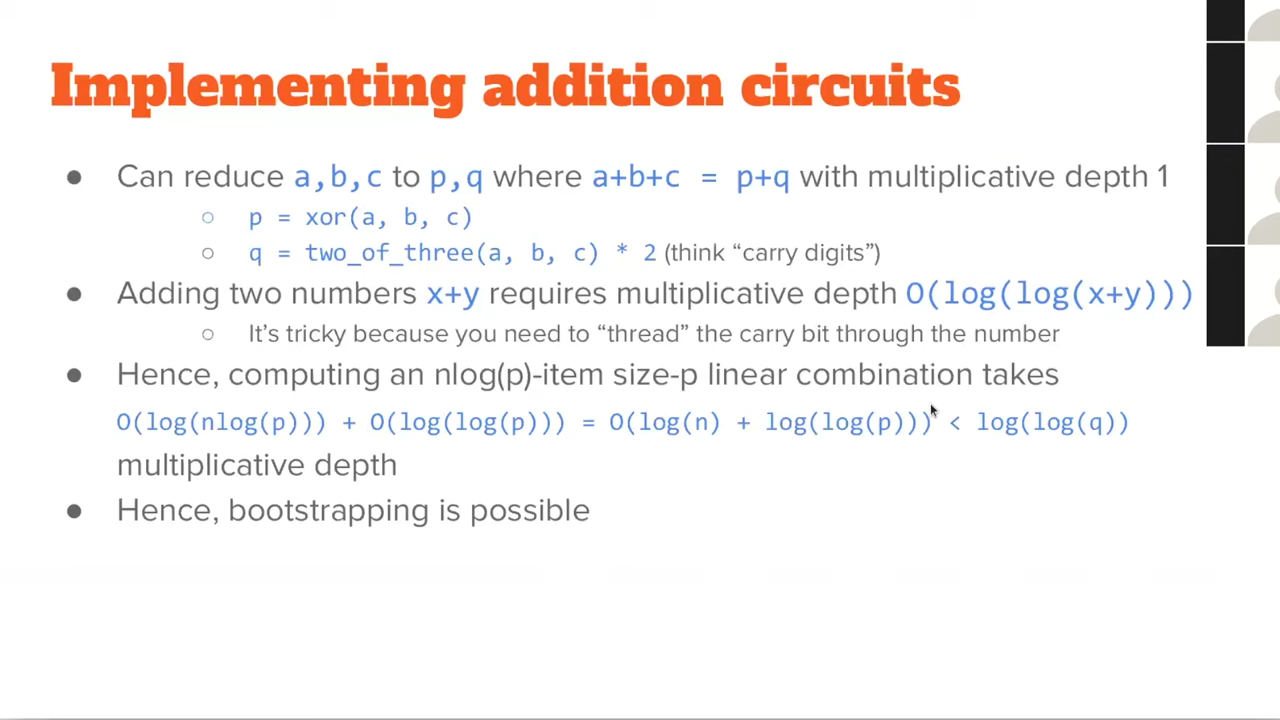 Implementing addition circuits
● Can reduce a,b,c to p,q where a+b+c = p+q with multiplicative depth 1
○ p = xor(a, b, c)
○ q = two_of_three(a, b, c) * 2 (think “carry digits”)
● Adding two numbers x+y requires multiplicative depth O(log(log(x+y)))
○ It’s tricky because you need to “thread” the carry bit through the number
● Hence, computing an nlog(p)-item size-p linear combination takes
O(log(nlog(p))) + O(log(log(p))) = O(log(n) + log(log(p))) < log(log(q))
multiplicative depth
● Hence, bootstrapping is possible